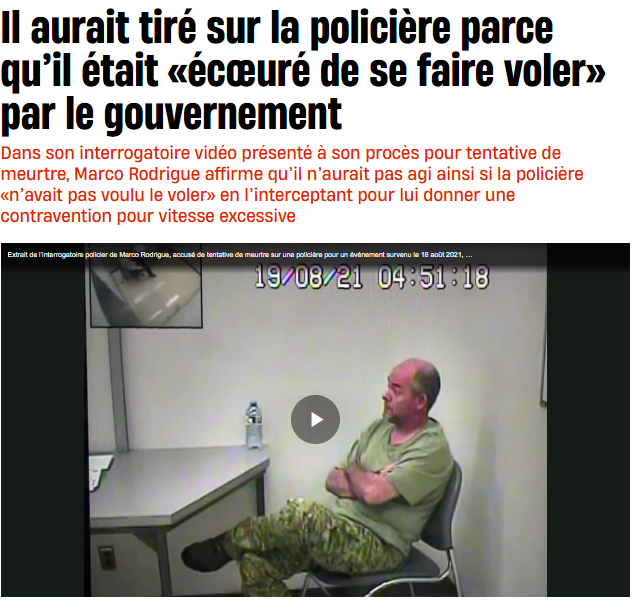 Il aurait tiré sur la policière parce
qu’il était «écœuré de se faire voler»
par le gouvernement
Dans son interrogatoire vidéo présenté à son procès pour tentative de
meurtre, Marco Rodrigue affirme qu’il n’aurait pas agi ainsi si la policière
«n’avait pas voulu le voler» en l’interceptant pour lui donner une
contravention pour vitesse excessive
Extrait de l'interrogatoire policier de Marco Rodrigue, accusé de tentative de meurtre sur une policière pour un événement survenu le 18 août 2021, ...
19/08/21 04:51:18